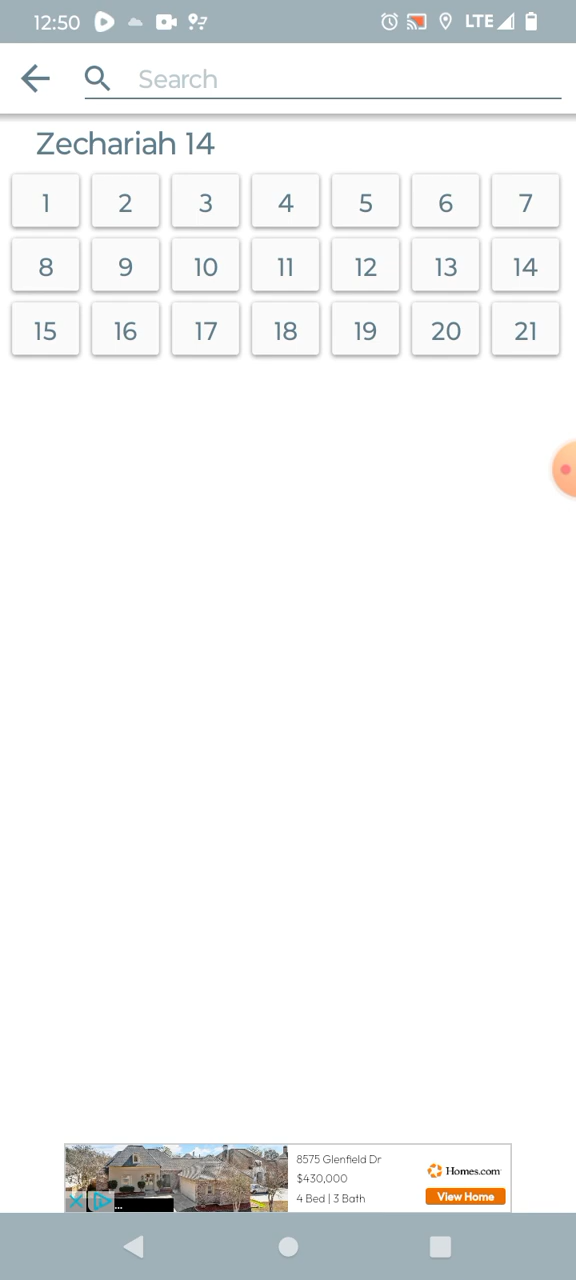 12:50 LTE
Search
Zechariah 14
1 2 3 4 5 6 7
8 9 10 11 12 13 14
15 16 17 18 19 20 21
8575 Glenfield Dr
$430,000
4 Bed | 3 Bath
Homes.com
View Home
...